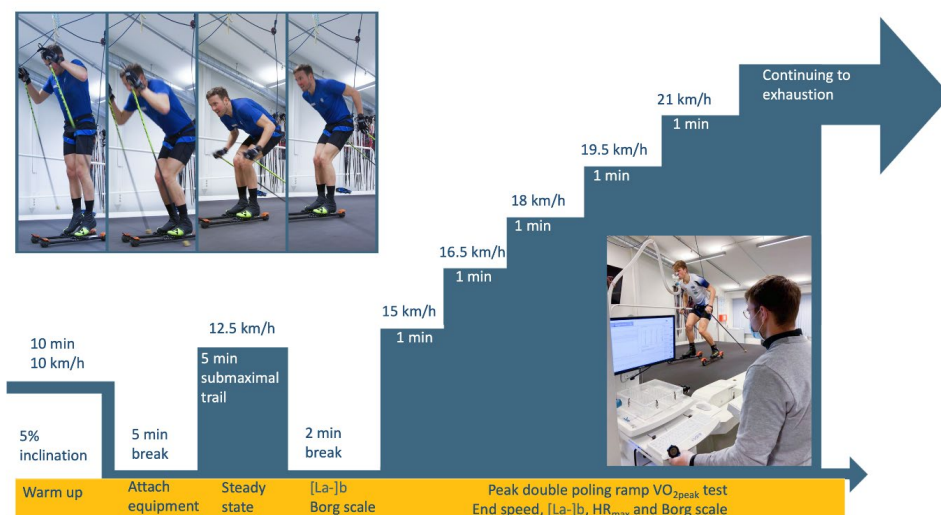 10 min
10 km/h
5%
inclination
5 min
break
12.5 km/h
5 min
submaximal
trail
2 min
break
15 km/h
1 min
16.5 km/h
1 min
18 km/h
1 min
19.5 km/h
1 min
21 km/h
1 min
Continuing to
exhaustion
Warm up
Attach
equipment
Steady
state
[La-]b
Borg scale
Peak double poling ramp VO2peak test
End speed, [La-]b, HRmax and Borg scale